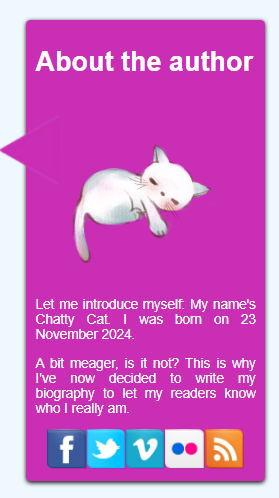 About the author
Let me introduce myself: My name's
Chatty Cat. I was born on 23
November 2024.
A bit meager, is it not? This is why
I've now decided to write my
biography to let my readers know
who I really am.